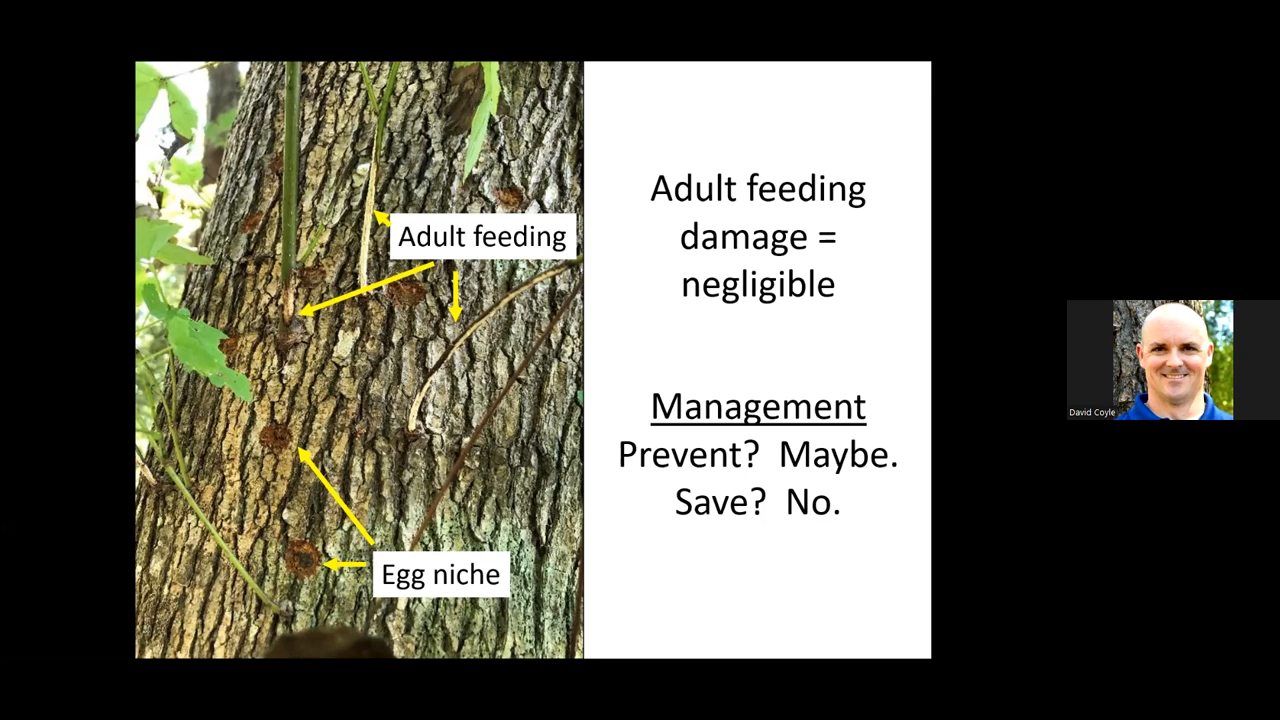 Adult feeding
Egg niche
Adult feeding
damage =
negligible
Management
Prevent?  Maybe.
Save?  No.
David Coyle